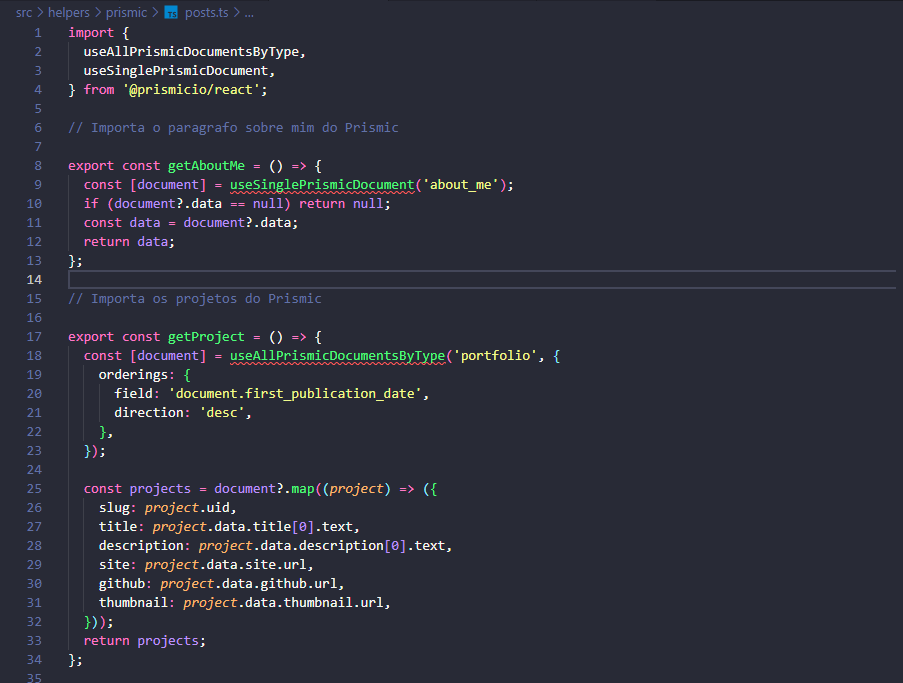 src > helpers > prismic > TS posts.ts > ...
1 import {
2   useAllPrismicDocumentsByType,
3   useSinglePrismicDocument,
4 } from '@prismicio/react';
5
6 // Importa o paragrafo sobre mim do Prismic
7
8 export const getAboutMe = () => {
9   const [document] = useSinglePrismicDocument('about_me');
10   if (document?.data == null) return null;
11   const data = document?.data;
12   return data;
13 };
14
15 // Importa os projetos do Prismic
16
17 export const getProject = () => {
18   const [document] = useAllPrismicDocumentsByType('portfolio', {
19     orderings: {
20       field: 'document.first_publication_date',
21       direction: 'desc',
22     },
23   });
24
25   const projects = document?.map((project) => ({
26     slug: project.uid,
27     title: project.data.title[0].text,
28     description: project.data.description[0].text,
29     site: project.data.site.url,
30     github: project.data.github.url,
31     thumbnail: project.data.thumbnail.url,
32   }));
33   return projects;
34 };
35